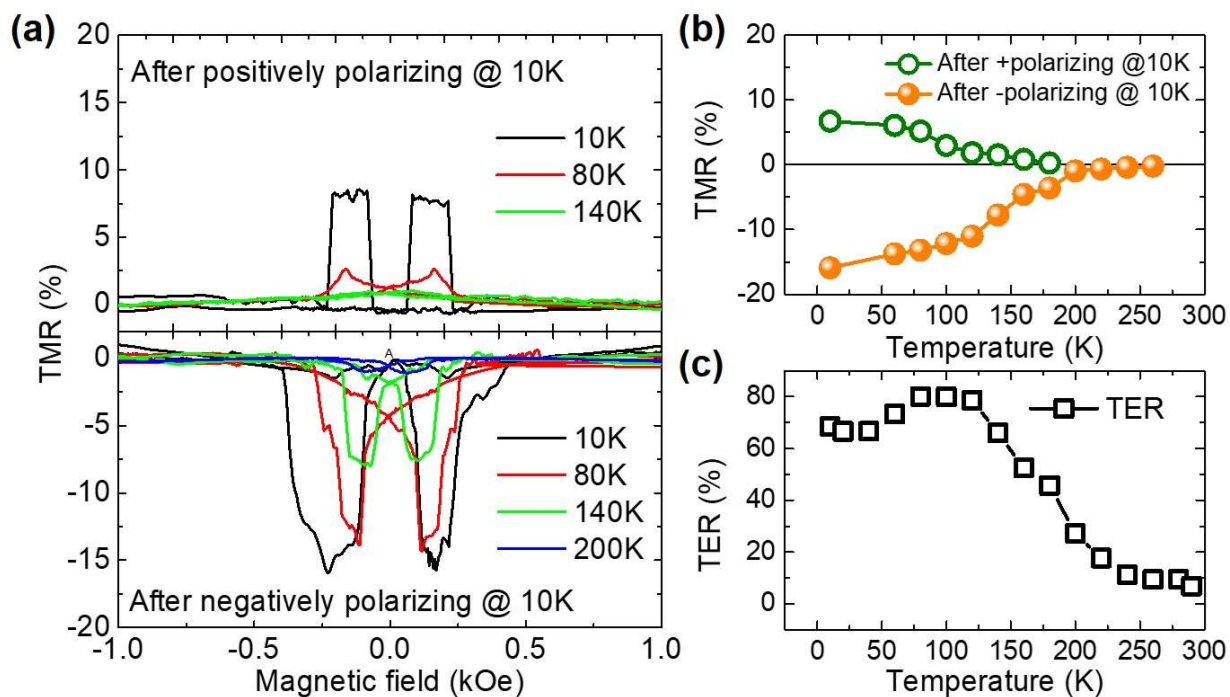 (a)
20
15
10
5
0
0
-5
-10
-15
-20
TMR (%)
After positively polarizing @ 10K
10K
80K
140K
A
10K
80K
140K
200K
After negatively polarizing @ 10K
-1.0 -0.5 0.0 0.5 1.0
Magnetic field (kOe)
(b)
20
10
0
-10
-20
TMR (%)
After +polarizing @10K
After -polarizing @ 10K
0 50 100 150 200 250 300
Temperature (K)
(c)
80
60
40
20
0
TER (%)
TER
0 50 100 150 200 250 300
Temperature (K)